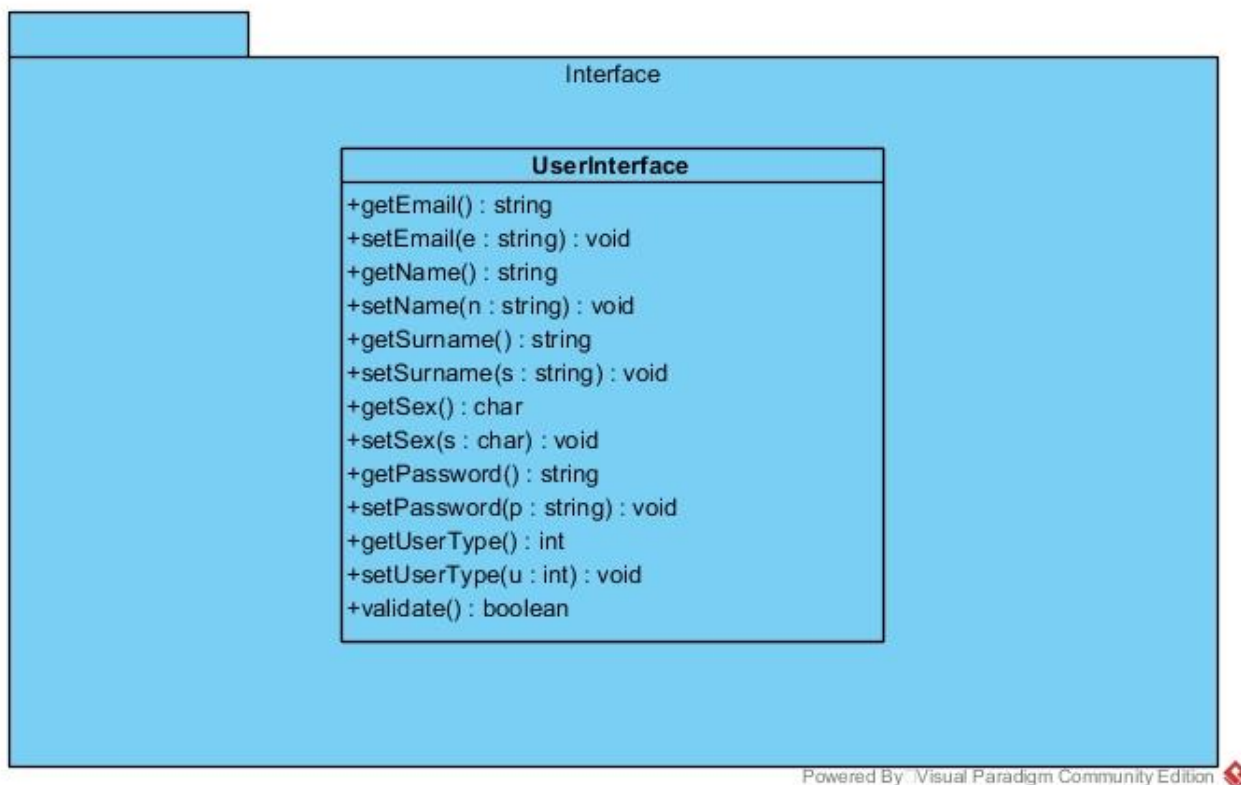 Interface
UserInterface
+getEmail() : string
+setEmail(e : string) : void
+getName() : string
+setName(n : string) : void
+getSurname() : string
+setSurname(s : string) : void
+getSex() : char
+setSex(s : char) : void
+getPassword() : string
+setPassword(p : string) : void
+getUserType() : int
+setUserType(u : int) : void
+validate() : boolean
Powered By Visual Paradigm Community Edition